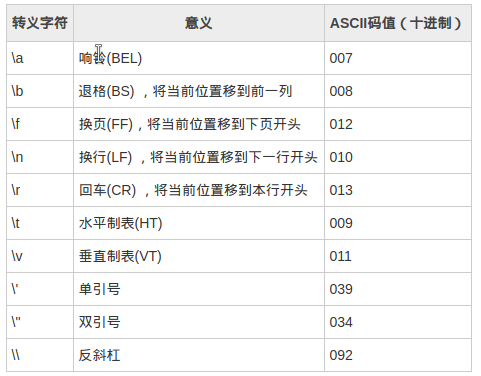 转义字符 意义 ASCII码值（十进制）
\a 响铃(BEL) 007
\b 退格(BS) ，将当前位置移到前一列 008
\f 换页(FF)，将当前位置移到下页开头 012
\n 换行(LF) ，将当前位置移到下一行开头 010
\r 回车(CR) ，将当前位置移到本行开头 013
\t 水平制表(HT) 009
\v 垂直制表(VT) 011
\' 单引号 039
\" 双引号 034
\\ 反斜杠 092